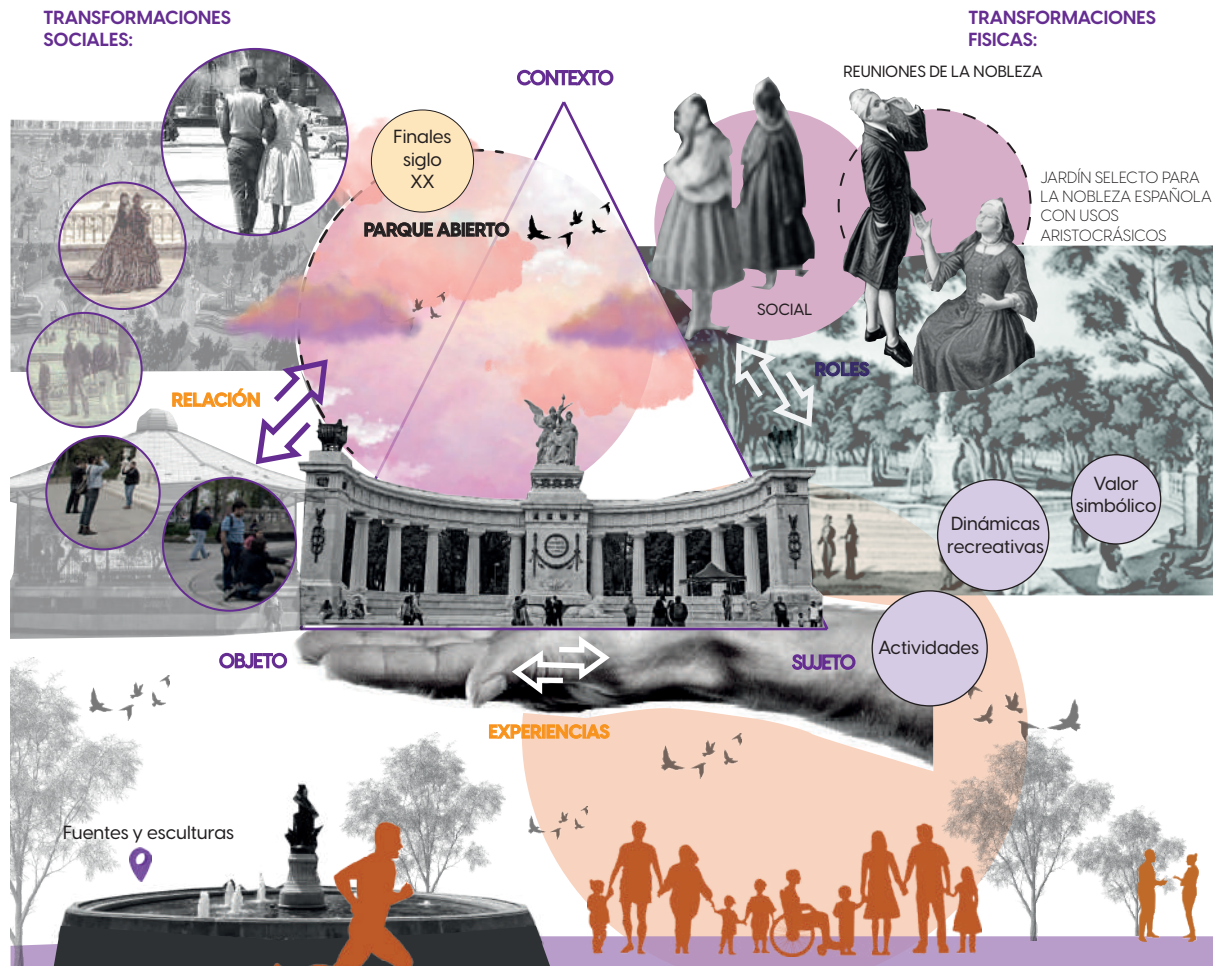 TRANSFORMACIONES
SOCIALES:
TRANSFORMACIONES
FISICAS:
CONTEXTO
REUNIONES DE LA NOBLEZA
Finales
siglo
XX
PARQUE ABIERTO
JARDÍN SELECTO PARA
LA NOBLEZA ESPAÑOLA
CON USOS
ARISTOCRÁSICOS
SOCIAL
ROLES
RELACIÓN
Valor
simbólico
Dinámicas
recreativas
Actividades
OBJETO
SUJETO
EXPERIENCIAS
Fuentes y esculturas